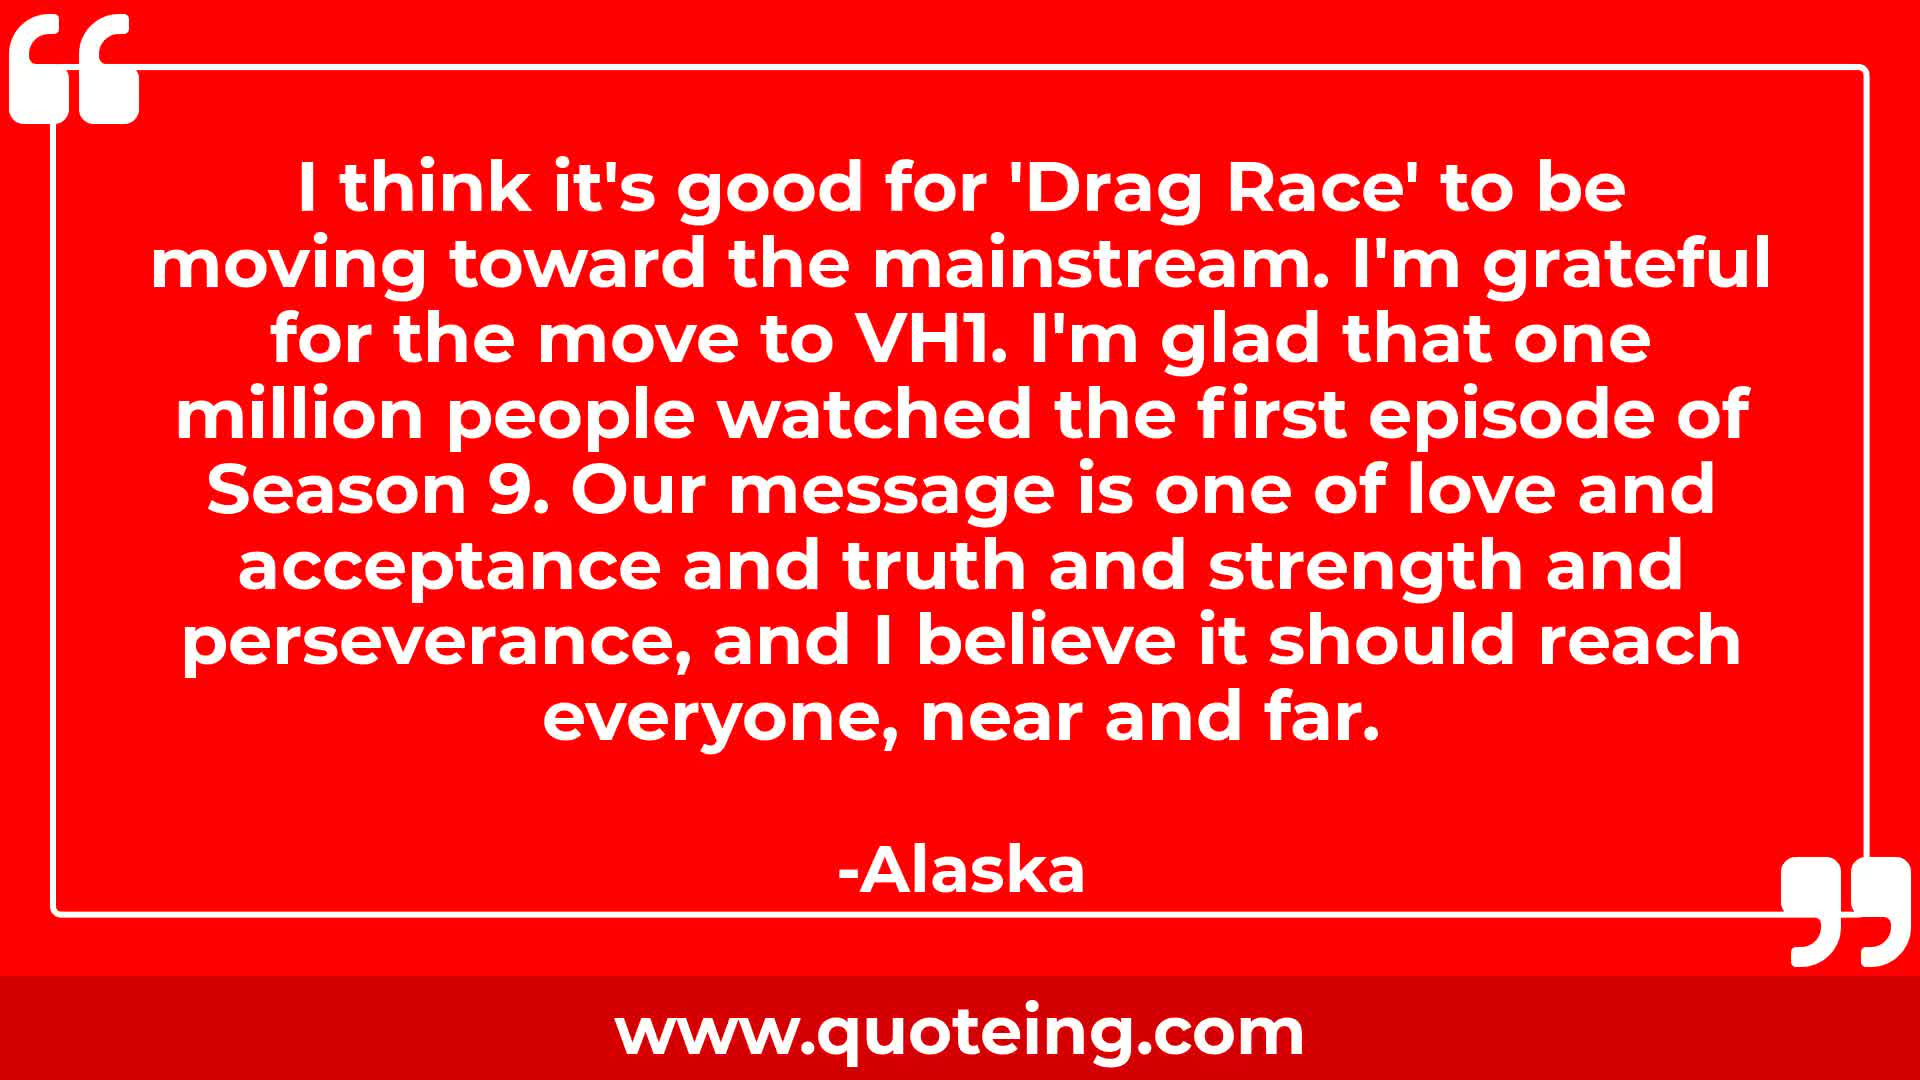 I think it's good for 'Drag Race' to be
moving toward the mainstream. I'm grateful
for the move to VH1. I'm glad that one
million people watched the first episode of
Season 9. Our message is one of love and
acceptance and truth and strength and
perseverance, and I believe it should reach
everyone, near and far.
-Alaska
www.quoteing.com